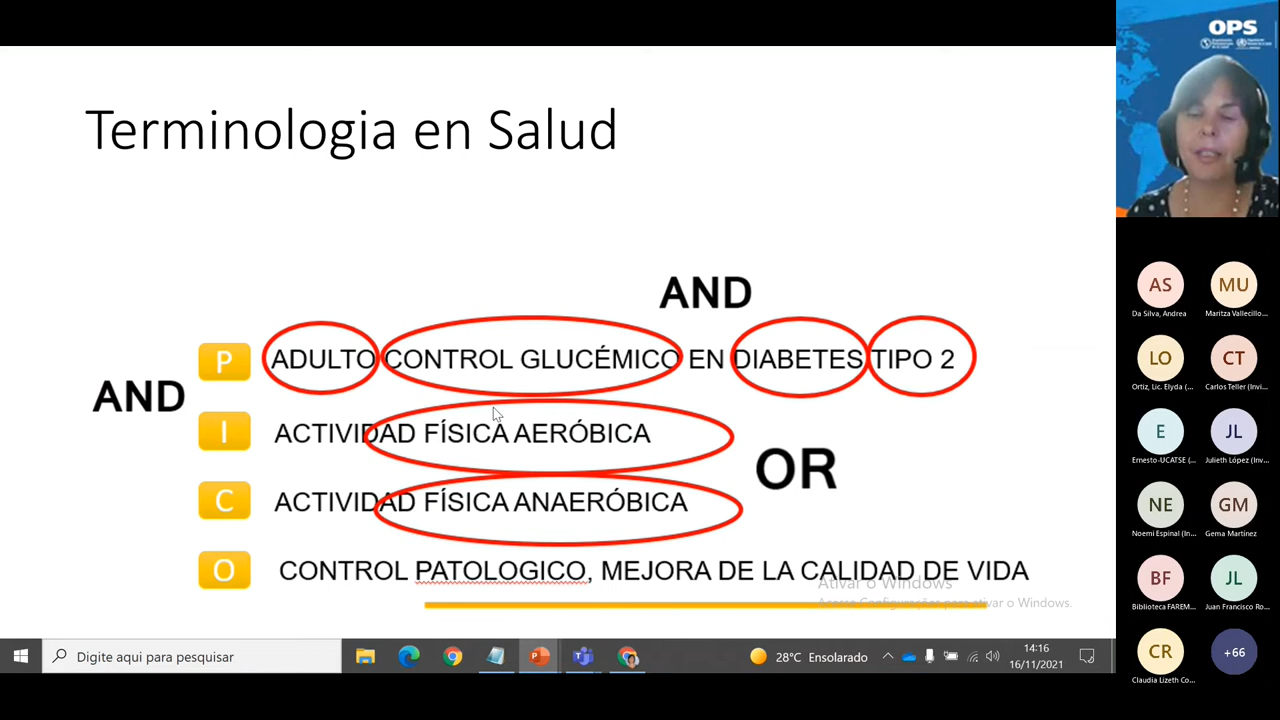 Terminologia en Salud
AND
P ADULTO CONTROL GLUCÉMICO EN DIABETES TIPO 2
AND
I ACTIVIDAD FÍSICA AERÓBICA
OR
C ACTIVIDAD FÍSICA ANAERÓBICA
O CONTROL PATOLOGICO, MEJORA DE LA CALIDAD DE VIDA
Ativar o Windows
Acesse Configurações para ativar o Windows.
Digite aqui para pesquisar
28°C Ensolarado
14:16
16/11/2021
OPS
AS
Da Silva, Andrea
MU
Maritza Vallecillo...
LO
Ortiz, Lic. Elyda (...
CT
Carlos Teller (Invi...
E
Ernesto-UCATSE (...
JL
Julieth López (Inv...
NE
Noemi Espinal (In...
GM
Gema Martínez
BF
Biblioteca FAREM...
JL
Juan Francisco Ro...
CR
Claudia Lizeth Co...
+66